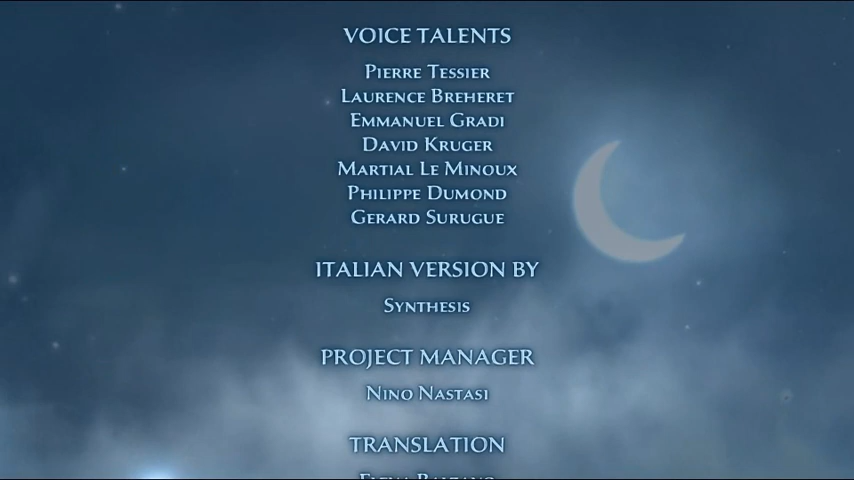 VOICE TALENTS
PIERRE TESSIER
LAURENCE BREHERET
EMMANUEL GRADI
DAVID KRUGER
MARTIAL LE MINOUX
PHILIPPE DUMOND
GERARD SURUGUE
ITALIAN VERSION BY
SYNTHESIS
PROJECT MANAGER
NINO NASTASI
TRANSLATION